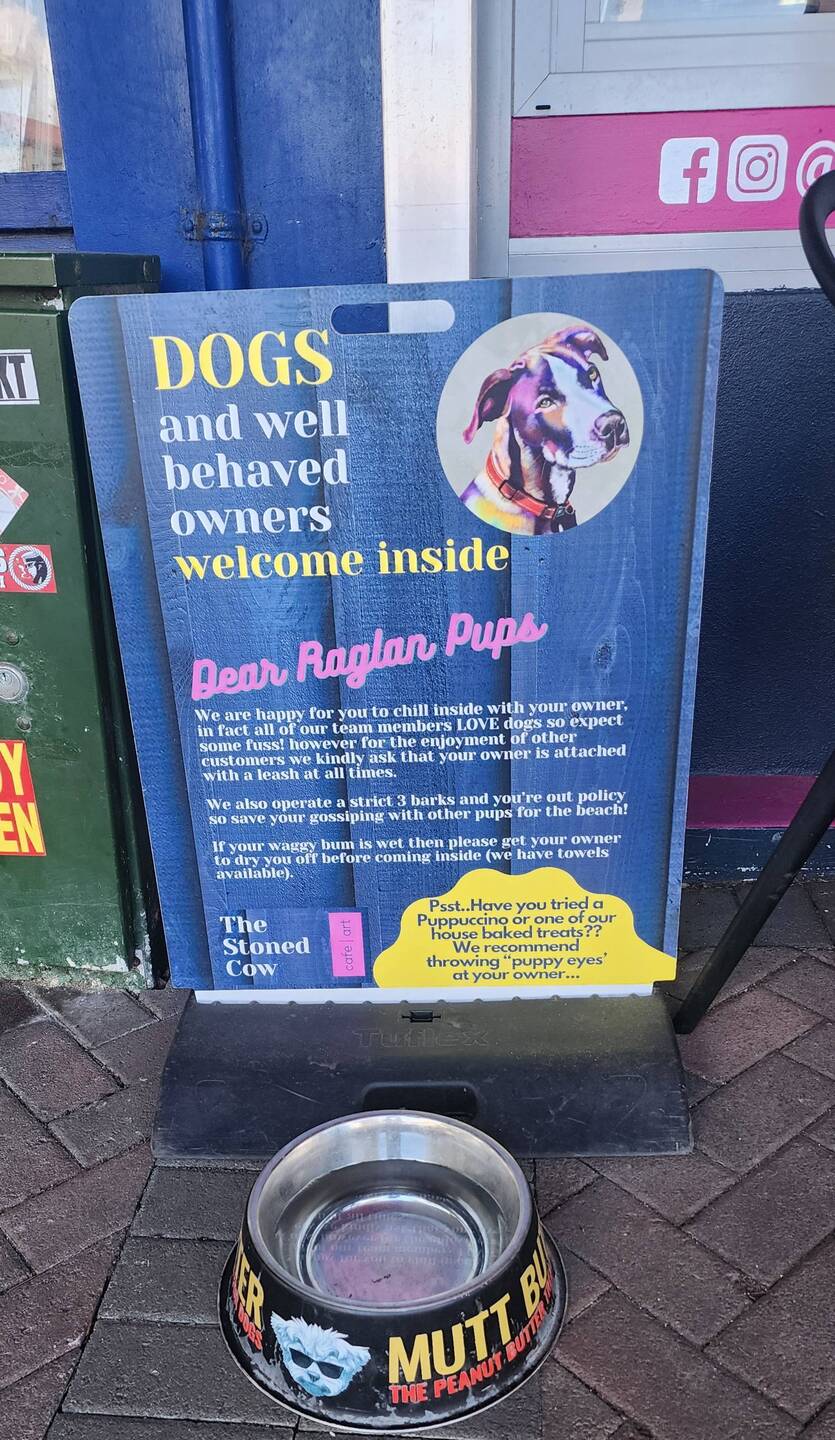 DOGS
and well
behaved
owners
welcome inside
Dear Raglan Pups
We are happy for you to chill inside with your owner,
in fact all of our team members LOVE dogs so expect
some fuss! however for the enjoyment of other
customers we kindly ask that your owner is attached
with a leash at all times.
We also operate a strict 3 barks and you're out policy
so save your gossiping with other pups for the beach!
If your waggy bum is wet then please get your owner
to dry you off before coming inside (we have towels
available).
The
Stoned
Cow
cafe | art
Psst..Have you tried a
Puppuccino or one of our
house baked treats??
We recommend
throwing "puppy eyes'
at your owner...
Tuflex
MUTT BU
THE PEANUT BUTTER
TER
DOGS
KT
DY
EN